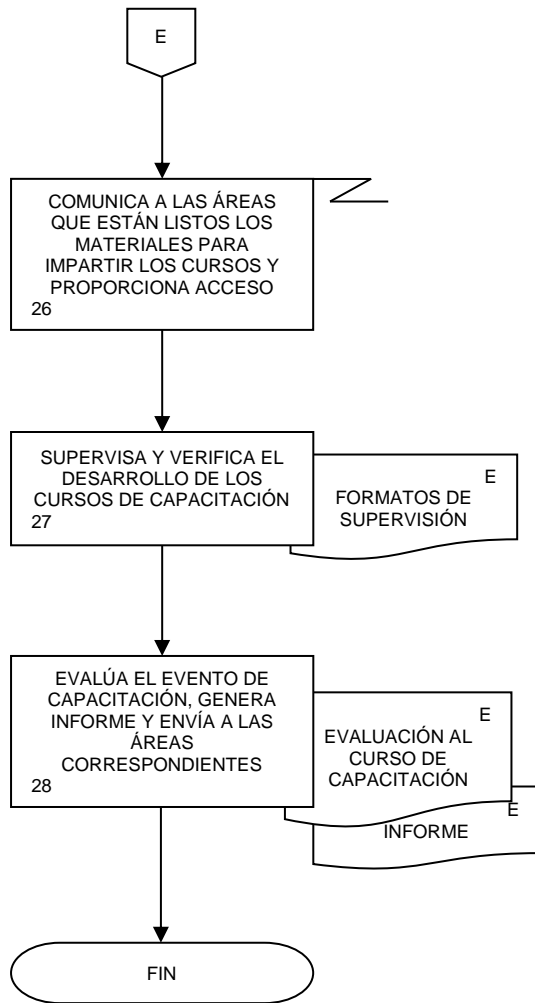 E
COMUNICA A LAS ÁREAS
QUE ESTÁN LISTOS LOS
MATERIALES PARA
IMPARTIR LOS CURSOS Y
PROPORCIONA ACCESO
26
SUPERVISA Y VERIFICA EL
DESARROLLO DE LOS
CURSOS DE CAPACITACIÓN
27
E
FORMATOS DE
SUPERVISIÓN
EVALÚA EL EVENTO DE
CAPACITACIÓN, GENERA
INFORME Y ENVÍA A LAS
ÁREAS
CORRESPONDIENTES
28
E
EVALUACIÓN AL
CURSO DE
CAPACITACIÓN
E
INFORME
FIN